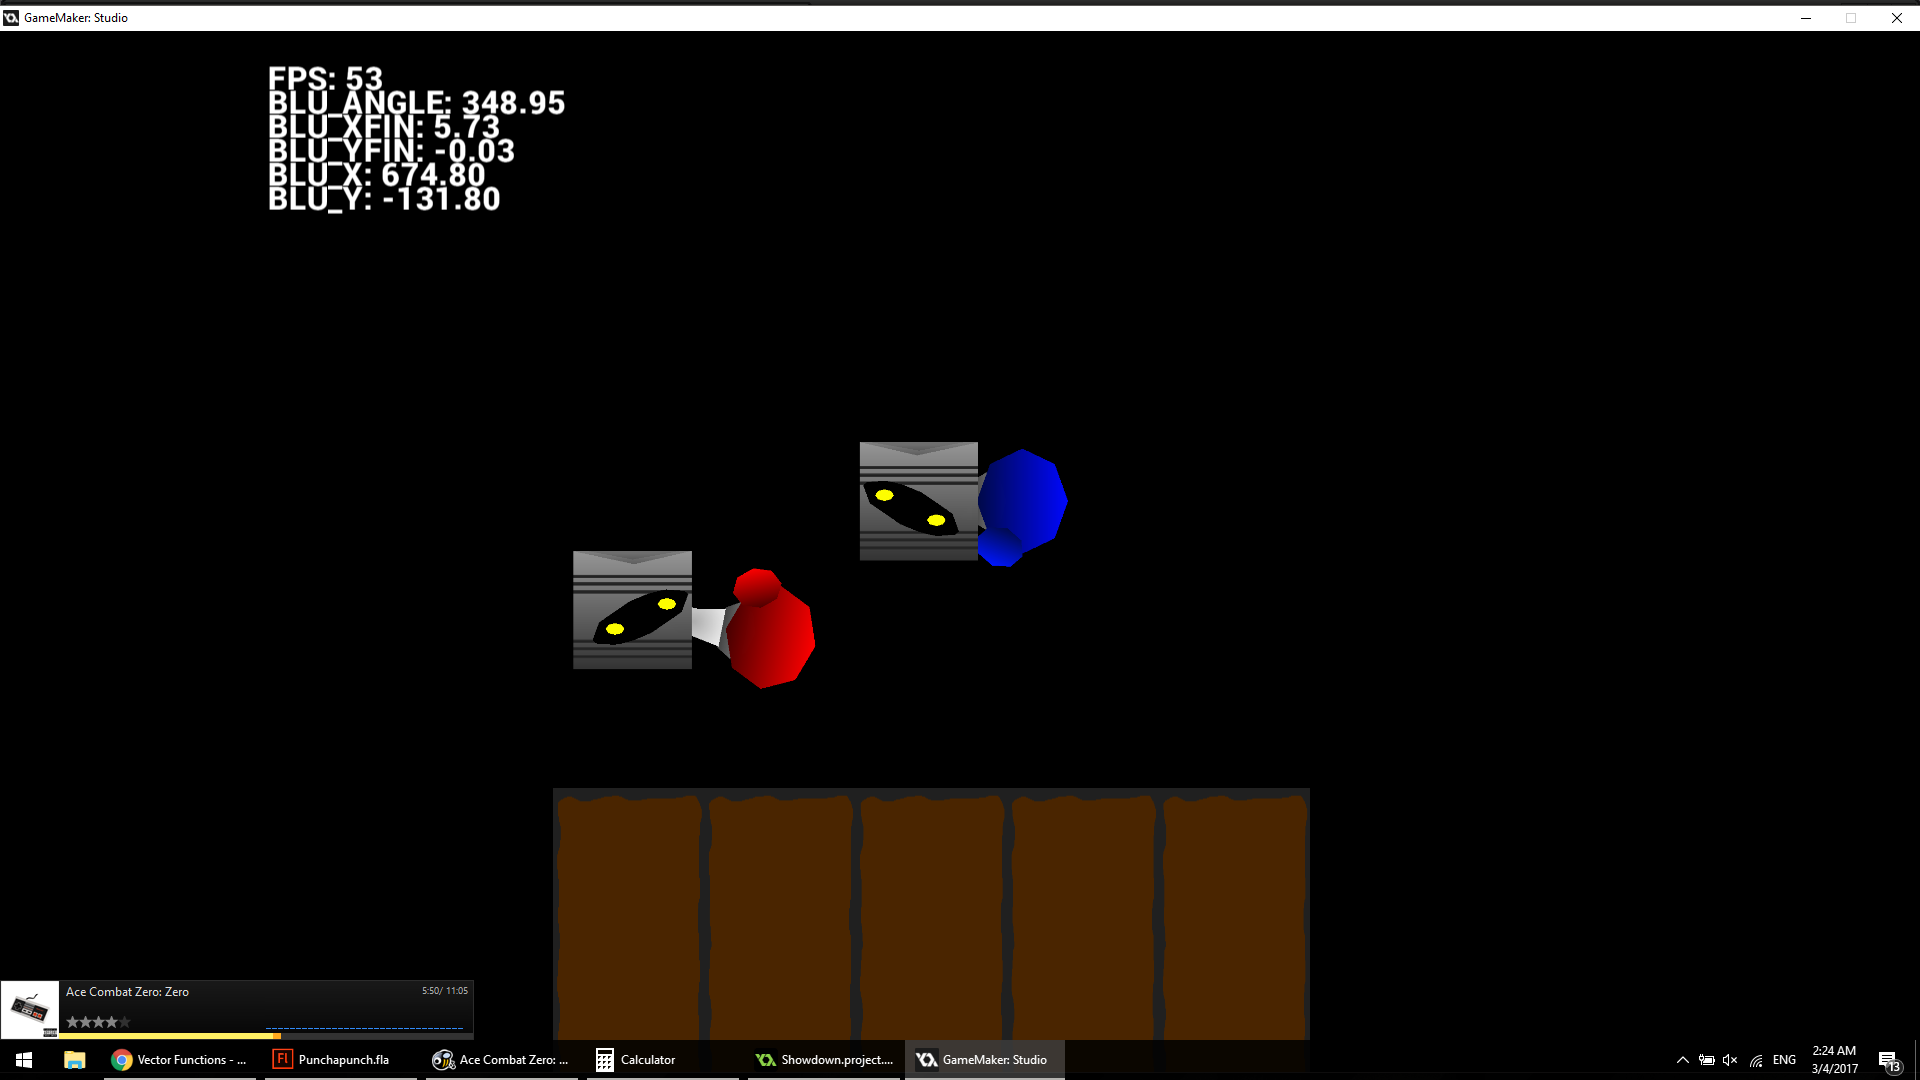 GameMaker: Studio
FPS: 53
BLU_ANGLE: 348.95
BLU_XFIN: 5.73
BLU_YFIN: -0.03
BLU_X: 674.80
BLU_Y: -131.80
Ace Combat Zero: Zero
5:50/ 11:05
Vector Functions - ...
Fl
Punchapunch.fla
Ace Combat Zero: ...
Calculator
Showdown.project....
GameMaker: Studio
ENG
2:24 AM
3/4/2017
13